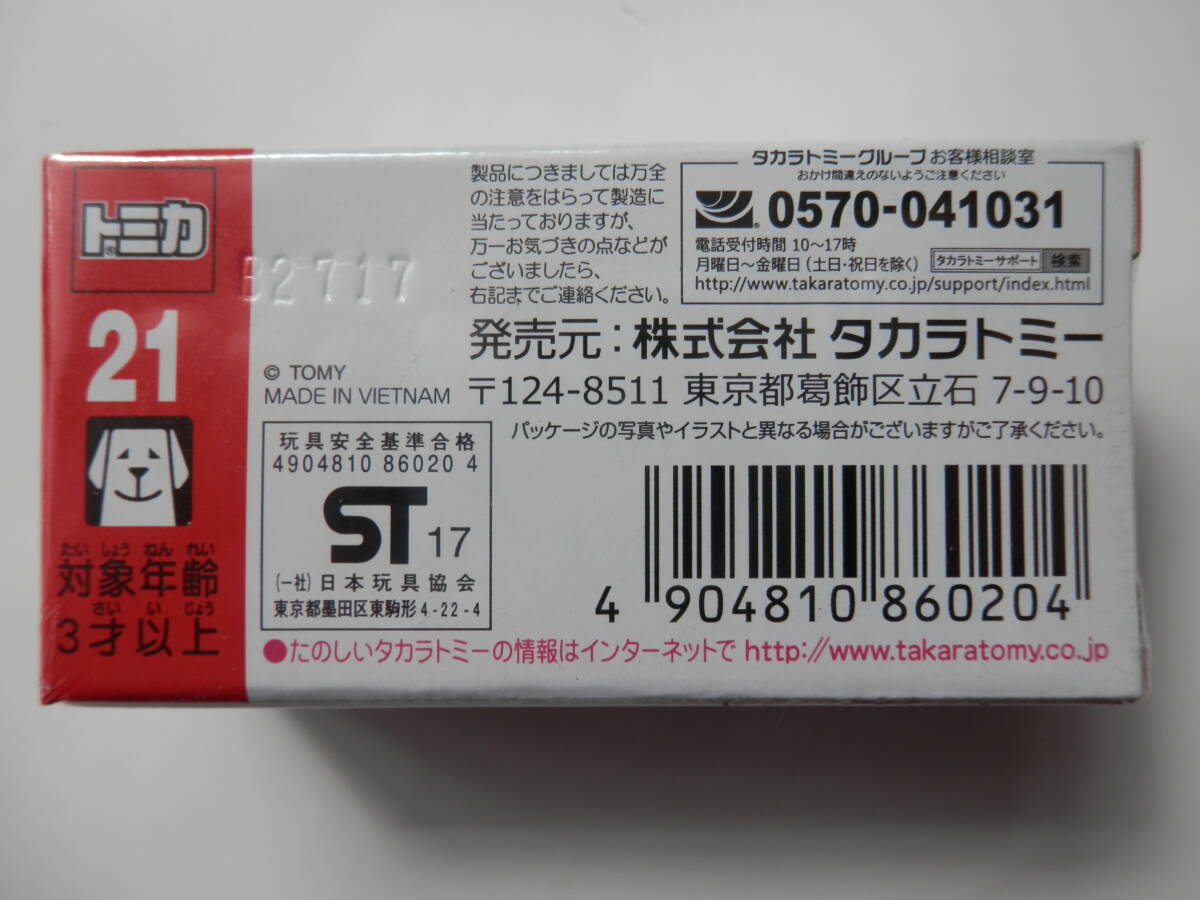 トミカ
21
たいしょうねんれい
対象年齢
さいいじょう
3才以上
32717
© TOMY
MADE IN VIETNAM
製品につきましては万全
の注意をはらって製造に
当たっておりますが、
万一お気づきの点などが
ございましたら、
右記までご連絡ください。
タカラトミーグループ お客様相談室
おかけ間違えのないようご注意ください
0570-041031
電話受付時間 10〜17時
月曜日〜金曜日（土日・祝日を除く） タカラトミーサポート 検索
http://www.takaratomy.co.jp/support/index.html
発売元：株式会社 タカラトミー
〒124-8511 東京都葛飾区立石 7-9-10
パッケージの写真やイラストと異なる場合がございますがご了承ください。
玩具安全基準合格
4904810 86020 4
ST 17
(一社) 日本玩具協会
東京都墨田区東駒形 4-22-4
4 904810 860204
●たのしいタカラトミーの情報はインターネットで http://www.takaratomy.co.jp